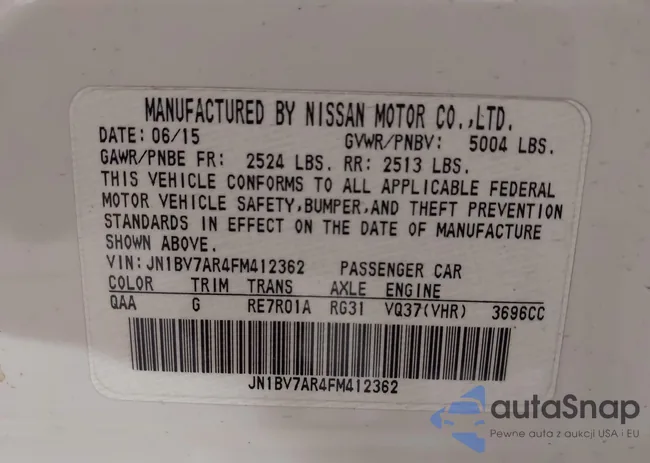 MANUFACTURED BY NISSAN MOTOR CO.,LTD.
DATE: 06/15 GVWR/PNBV: 5004 LBS.
GAWR/PNBE FR: 2524 LBS. RR: 2513 LBS.
THIS VEHICLE CONFORMS TO ALL APPLICABLE FEDERAL
MOTOR VEHICLE SAFETY,BUMPER,AND THEFT PREVENTION
STANDARDS IN EFFECT ON THE DATE OF MANUFACTURE
SHOWN ABOVE.
VIN: JN1BV7AR4FM412362 PASSENGER CAR
COLOR TRIM TRANS AXLE ENGINE
QAA G RE7R01A RG31 VQ37(VHR) 3696CC
JN1BV7AR4FM412362
autaSnap
Pewne auta z aukcji USA i EU